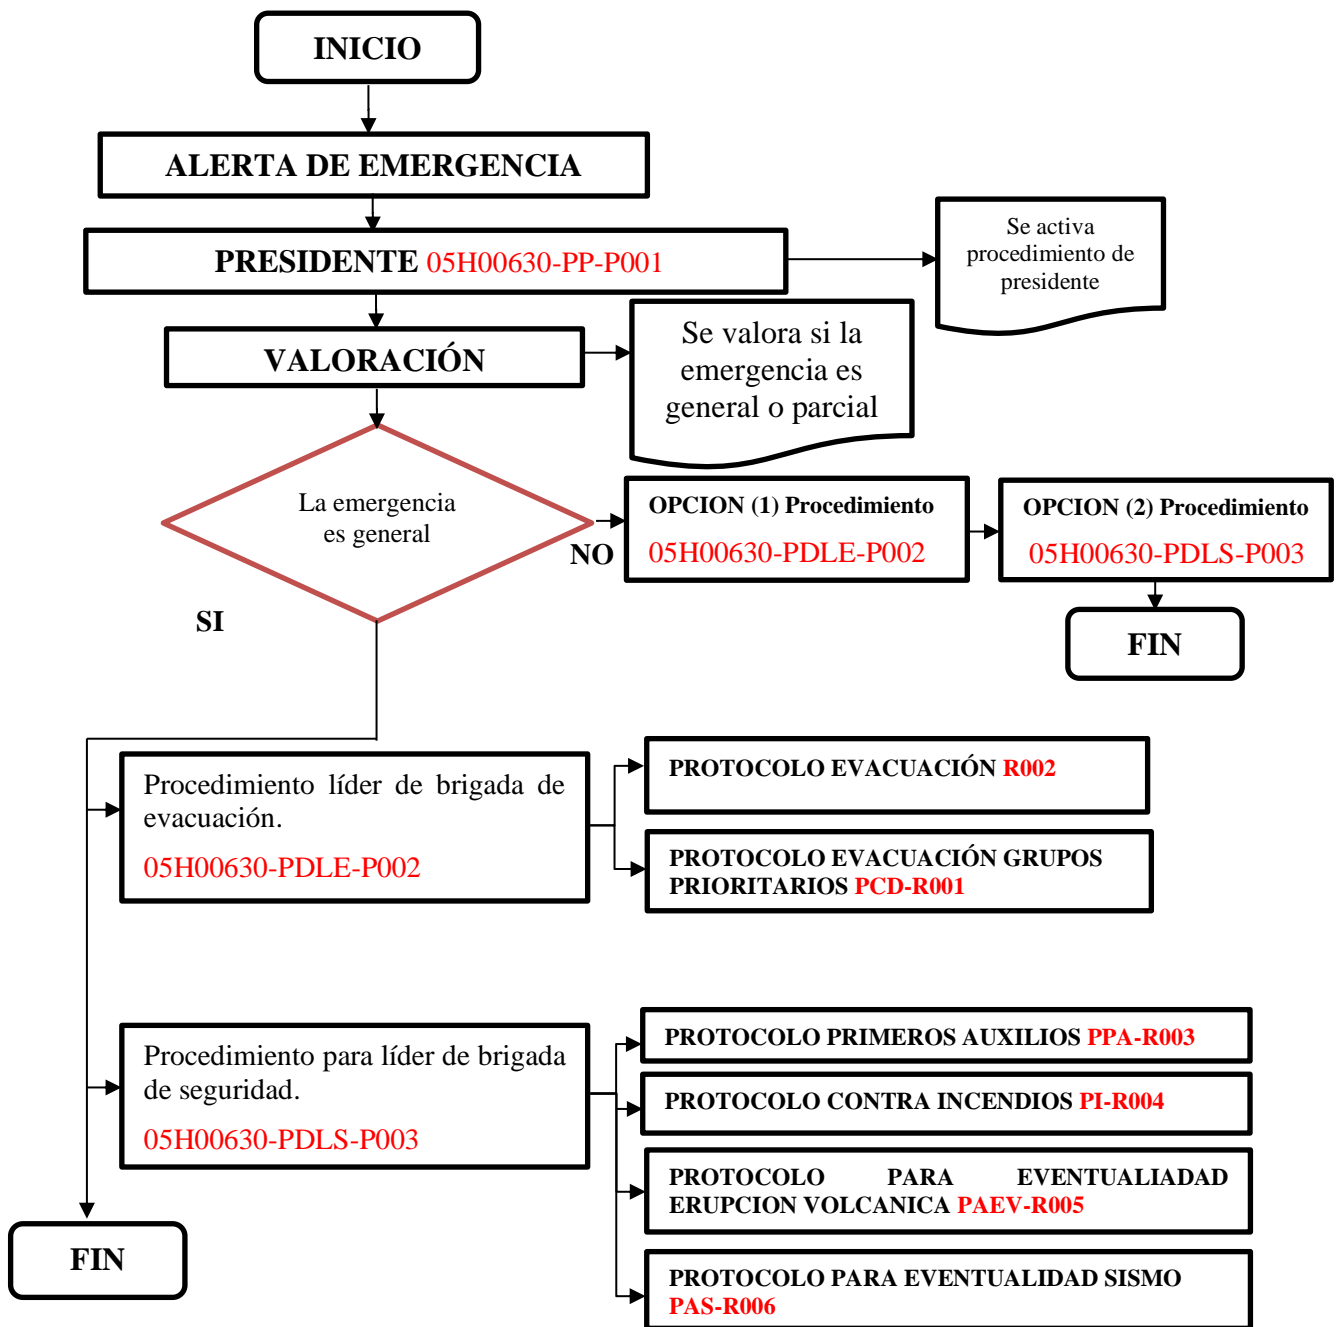 INICIO
ALERTA DE EMERGENCIA
PRESIDENTE 05H00630-PP-P001
Se activa
procedimiento de
presidente
VALORACIÓN
Se valora si la
emergencia es
general o parcial
La emergencia
es general
NO
OPCION (1) Procedimiento
05H00630-PDLE-P002
OPCION (2) Procedimiento
05H00630-PDLS-P003
FIN
SI
Procedimiento líder de brigada de
evacuación.
05H00630-PDLE-P002
PROTOCOLO EVACUACIÓN R002
PROTOCOLO EVACUACIÓN GRUPOS
PRIORITARIOS PCD-R001
Procedimiento para líder de brigada
de seguridad.
05H00630-PDLS-P003
PROTOCOLO PRIMEROS AUXILIOS PPA-R003
PROTOCOLO CONTRA INCENDIOS PI-R004
PROTOCOLO PARA EVENTUALIADAD
ERUPCION VOLCANICA PAEV-R005
PROTOCOLO PARA EVENTUALIDAD SISMO
PAS-R006
FIN